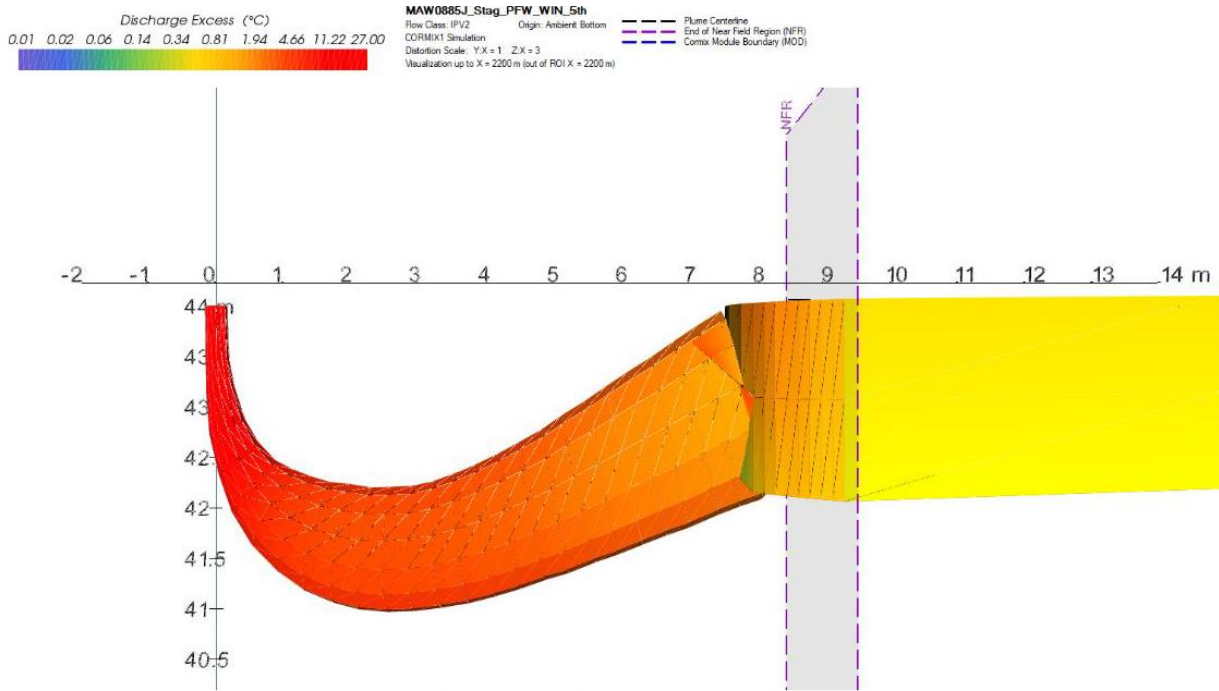 Discharge Excess (°C)
0.01 0.02 0.06 0.14 0.34 0.81 1.94 4.66 11.22 27.00
MAW0885J_Stag_PFW_WIN_5th
Flow Class: IPV2 Origin: Ambient Bottom
CORMIX1 Simulation
Distortion Scale: Y:X = 1 Z:X = 3
Visualization up to X = 2200 m (out of ROI X = 2200 m)
Plume Centerline
End of Near Field Region (NFR)
Cormix Module Boundary (MOD)
NFR
-2 -1 0 1 2 3 4 5 6 7 8 9 10 11 12 13 14 m
44 m
43
43
42.
42
41.5
41
40.5